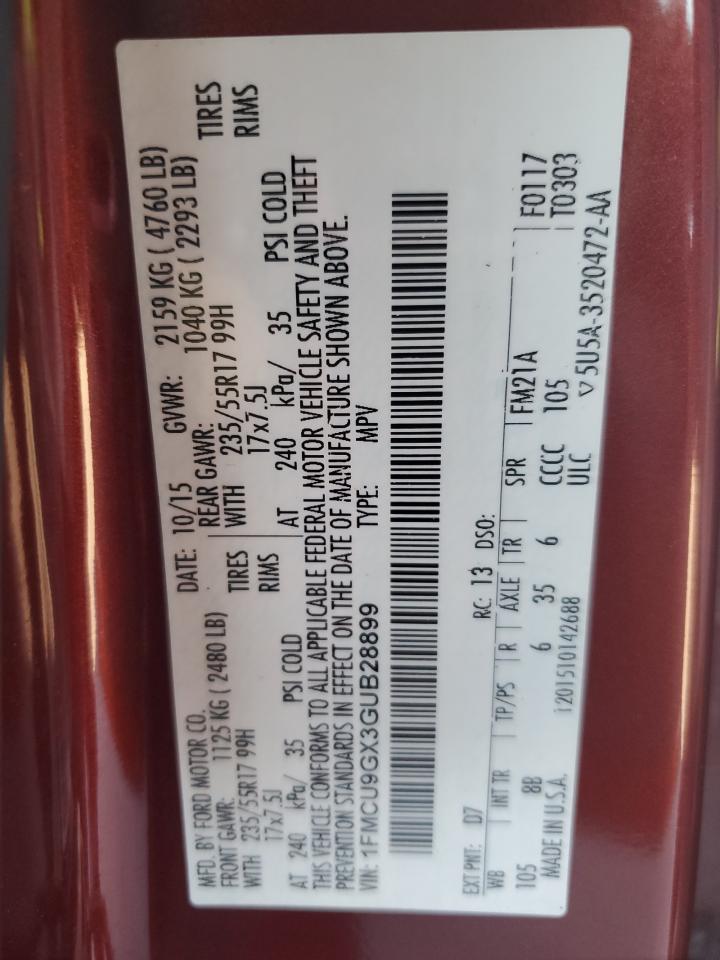 MFD. BY FORD MOTOR CO.
DATE: 10/15 GVWR: 2159 KG ( 4760 LB)
FRONT GAWR: 1125 KG ( 2480 LB)
REAR GAWR: 1040 KG ( 2293 LB)
WITH 235/55R17 99H TIRES
WITH 235/55R17 99H TIRES
17x7.5J RIMS
17x7.5J RIMS
AT 240 kPa/ 35 PSI COLD
AT 240 kPa/ 35 PSI COLD
THIS VEHICLE CONFORMS TO ALL APPLICABLE FEDERAL MOTOR VEHICLE SAFETY AND THEFT
PREVENTION STANDARDS IN EFFECT ON THE DATE OF MANUFACTURE SHOWN ABOVE.
VIN: 1FMCU9GX3GUB28899 TYPE: MPV
EXT PNT: D7 RC: 13 DSO: F0117
WB INT TR TP/PS R AXLE TR SPR FM21A T0303
105 8B 6 35 6 CCCC 105
ULC
MADE IN U.S.A. 1201510142688 5U5A-3520472-AA